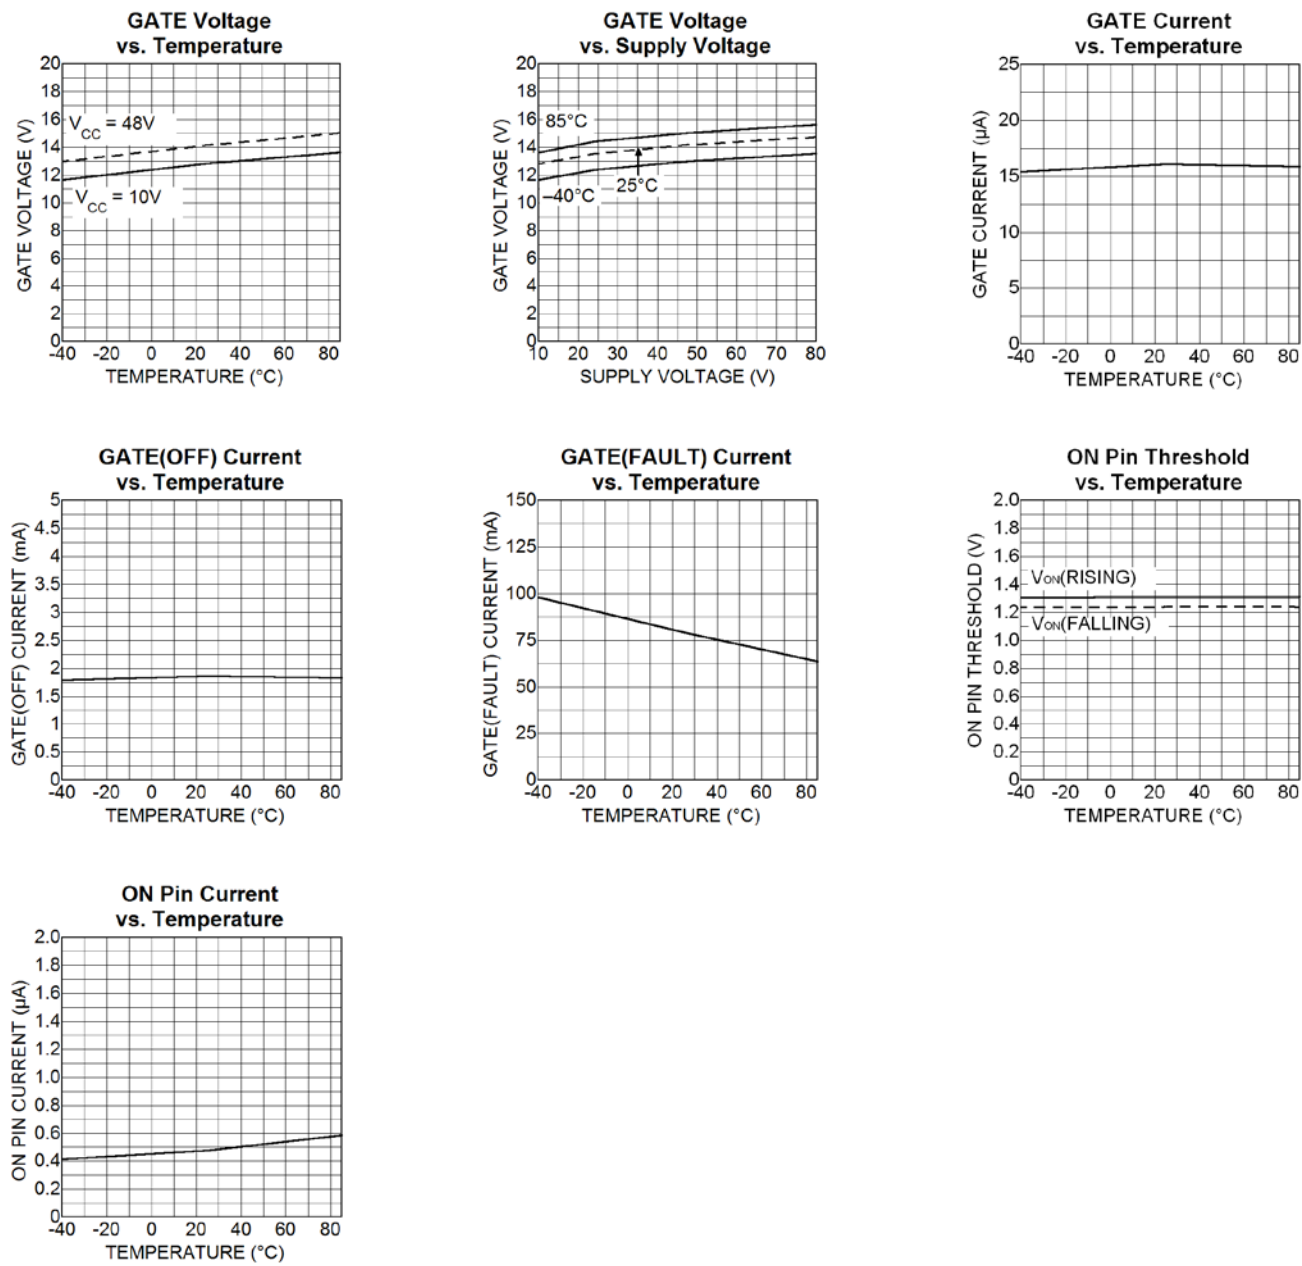 GATE Voltage
vs. Temperature
20
18
16
14
12
10
8
6
4
2
0
GATE VOLTAGE (V)
VCC = 48V
VCC = 10V
-40 -20 0 20 40 60 80
TEMPERATURE (°C)
GATE Voltage
vs. Supply Voltage
20
18
16
14
12
10
8
6
4
2
0
GATE VOLTAGE (V)
85°C
25°C
–40°C
10 20 30 40 50 60 70 80
SUPPLY VOLTAGE (V)
GATE Current
vs. Temperature
25
20
15
10
5
0
GATE CURRENT (µA)
-40 -20 0 20 40 60 80
TEMPERATURE (°C)
GATE(OFF) Current
vs. Temperature
5
4.5
4
3.5
3
2.5
2
1.5
1
0.5
0
GATE(OFF) CURRENT (mA)
-40 -20 0 20 40 60 80
TEMPERATURE (°C)
GATE(FAULT) Current
vs. Temperature
150
125
100
75
50
25
0
GATE(FAULT) CURRENT (mA)
-40 -20 0 20 40 60 80
TEMPERATURE (°C)
ON Pin Threshold
vs. Temperature
2.0
1.8
1.6
1.4
1.2
1.0
0.8
0.6
0.4
0.2
0
ON PIN THRESHOLD (V)
VON(RISING)
VON(FALLING)
-40 -20 0 20 40 60 80
TEMPERATURE (°C)
ON Pin Current
vs. Temperature
2.0
1.8
1.6
1.4
1.2
1.0
0.8
0.6
0.4
0.2
0
ON PIN CURRENT (µA)
-40 -20 0 20 40 60 80
TEMPERATURE (°C)